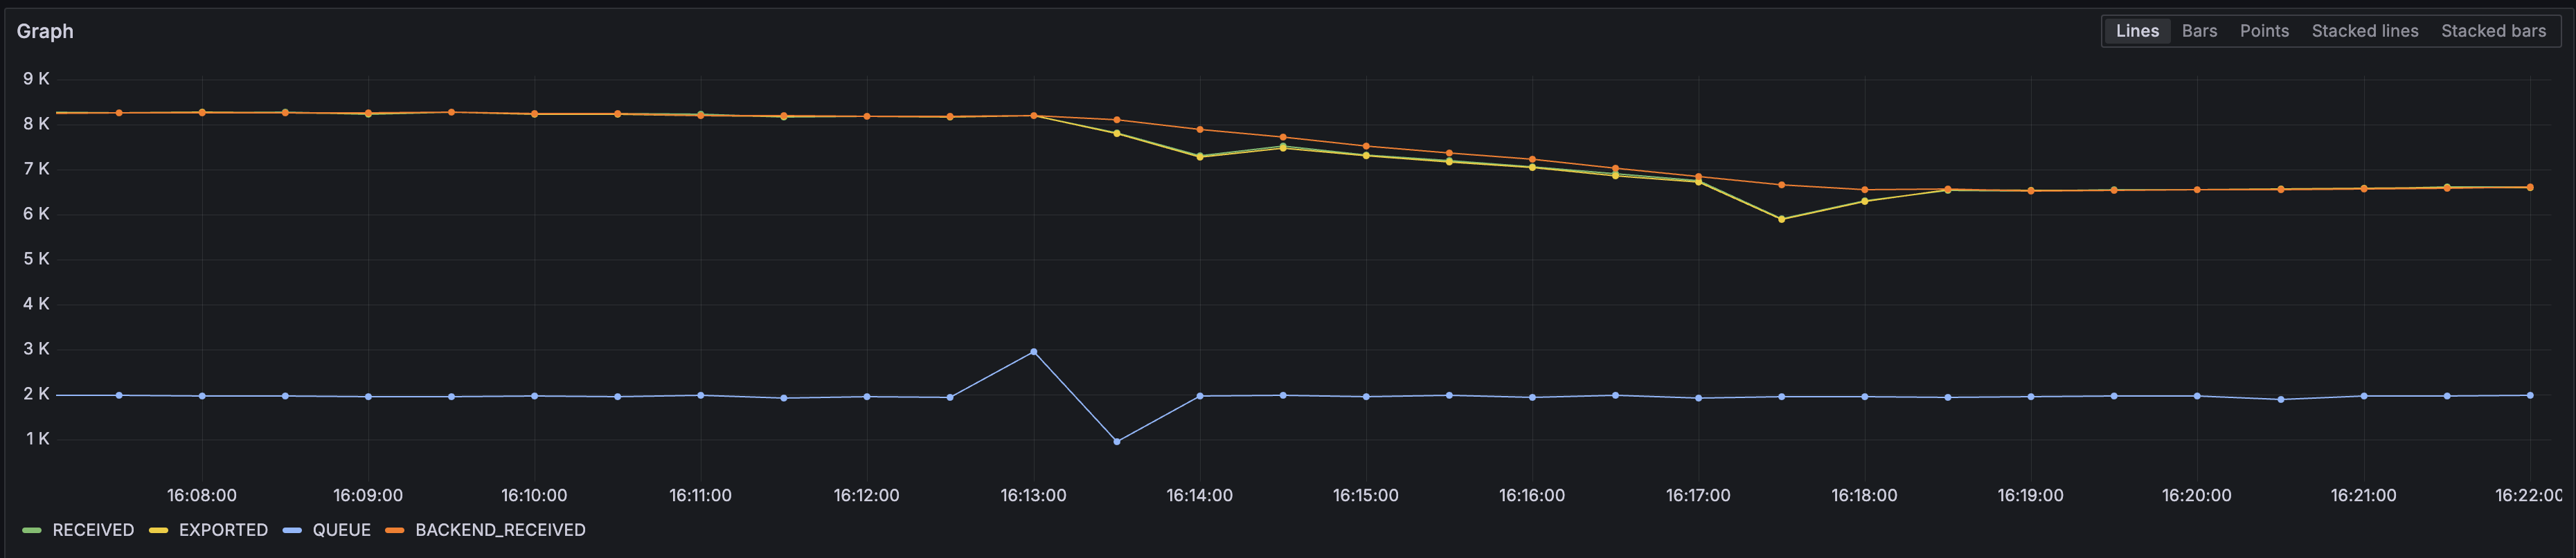 Graph
Lines Bars Points Stacked lines Stacked bars
9 K
8 K
7 K
6 K
5 K
4 K
3 K
2 K
1 K
16:08:00 16:09:00 16:10:00 16:11:00 16:12:00 16:13:00 16:14:00 16:15:00 16:16:00 16:17:00 16:18:00 16:19:00 16:20:00 16:21:00 16:22:00
RECEIVED EXPORTED QUEUE BACKEND_RECEIVED